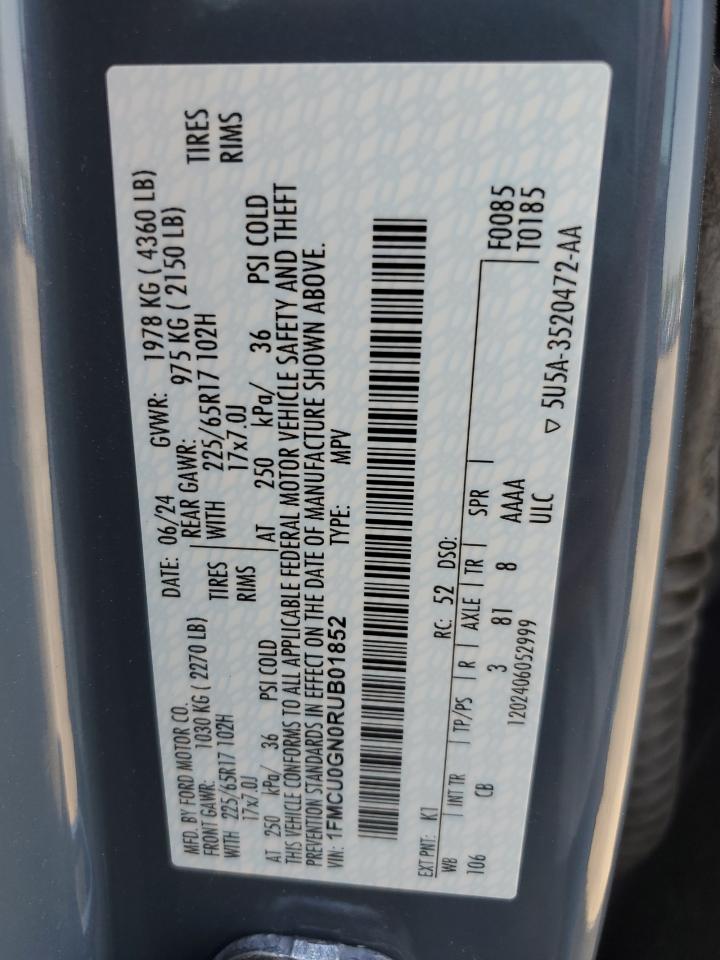 MFD. BY FORD MOTOR CO. DATE: 06/24 GVWR: 1978 KG ( 4360 LB)
FRONT GAWR: 1030 KG ( 2270 LB) REAR GAWR: 975 KG ( 2150 LB)
WITH 225/65R17 102H TIRES WITH 225/65R17 102H TIRES
17x7.0J RIMS 17x7.0J RIMS
AT 250 kPa/ 36 PSI COLD AT 250 kPa/ 36 PSI COLD
THIS VEHICLE CONFORMS TO ALL APPLICABLE FEDERAL MOTOR VEHICLE SAFETY AND THEFT
PREVENTION STANDARDS IN EFFECT ON THE DATE OF MANUFACTURE SHOWN ABOVE.
VIN: 1FMCU0GN0RUB01852 TYPE: MPV
EXT PNT: K1 RC: 52 DSO:
WB INT TR TP/PS R AXLE TR SPR F0085
106 CB 3 81 8 AAAA T0185
1202406052999 ULC
▽ 5U5A-3520472-AA